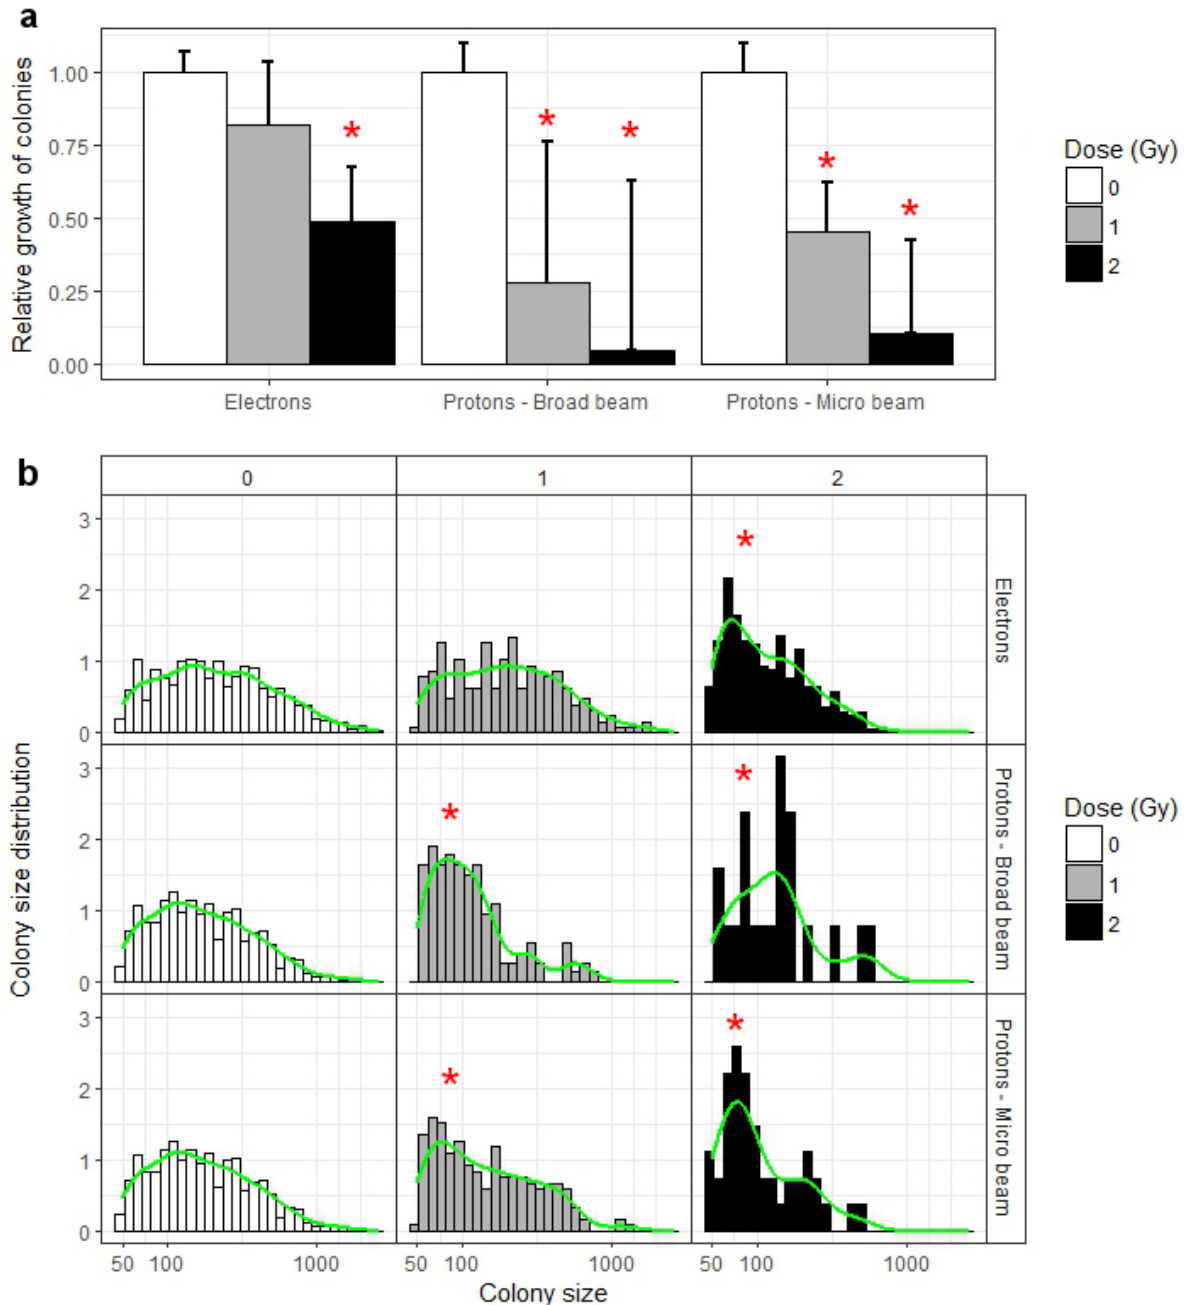 a
Relative growth of colonies
1.00
0.75
0.50
0.25
0.00
* * * * *
Electrons Protons - Broad beam Protons - Micro beam
Dose (Gy)
0
1
2
b
0 1 2
Colony size distribution
3
2
1
0
*
Electrons
3
2
1
0
* *
Protons - Broad beam
3
2
1
0
* *
Protons - Micro beam
50 100 1000 50 100 1000 50 100 1000
Colony size
Dose (Gy)
0
1
2